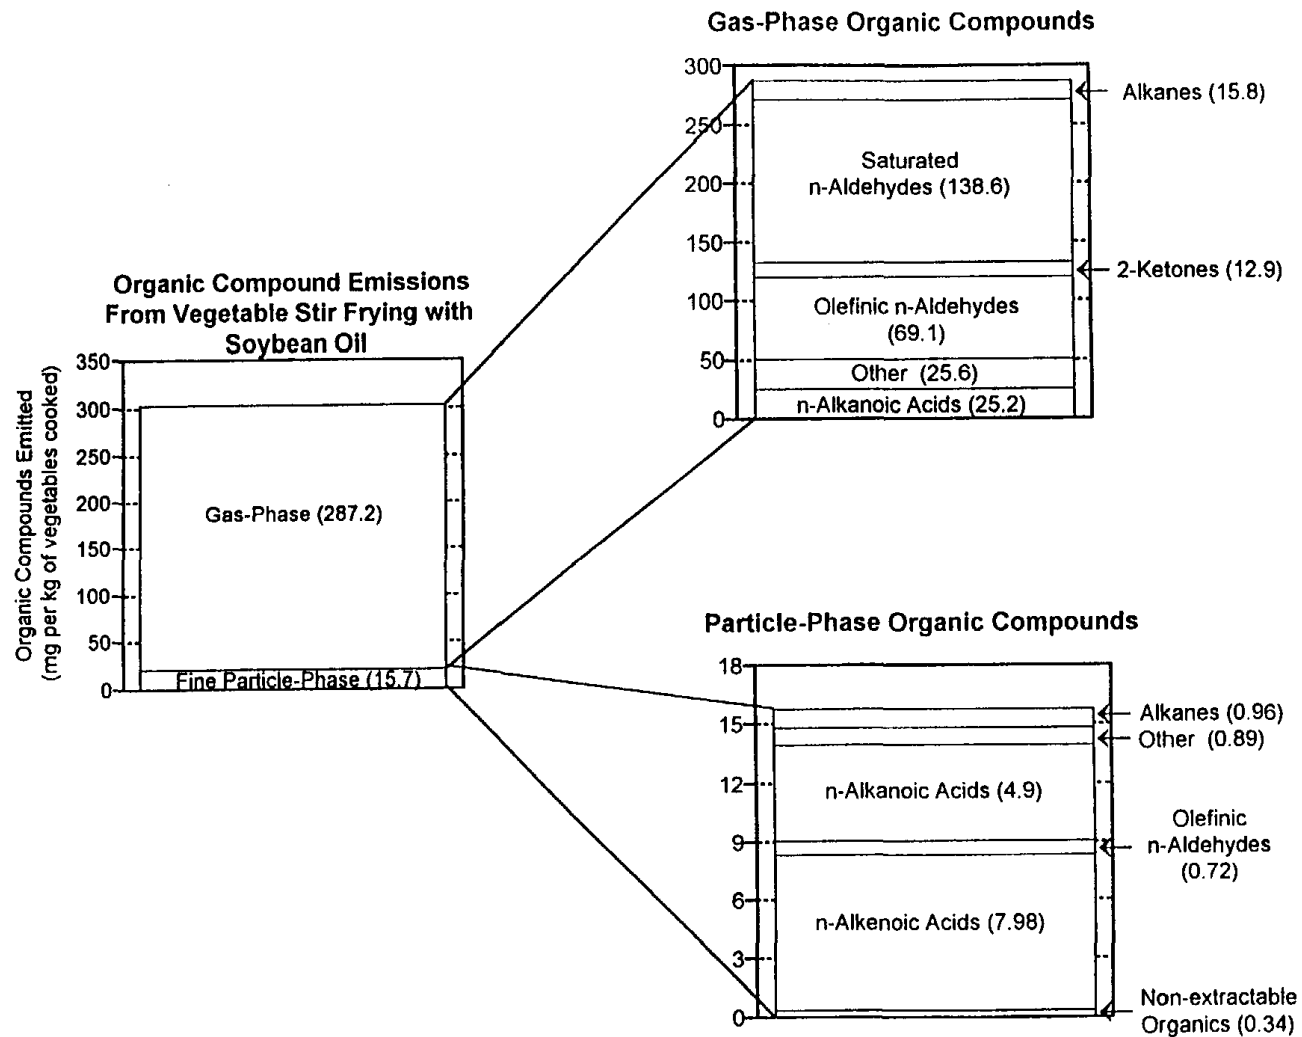 Gas-Phase Organic Compounds
300
250
200
150
100
50
0
Alkanes (15.8)
Saturated
n-Aldehydes (138.6)
2-Ketones (12.9)
Olefinic n-Aldehydes
(69.1)
Other (25.6)
n-Alkanoic Acids (25.2)
Organic Compound Emissions
From Vegetable Stir Frying with
Soybean Oil
Organic Compounds Emitted
(mg per kg of vegetables cooked)
350
300
250
200
150
100
50
0
Gas-Phase (287.2)
Fine Particle-Phase (15.7)
Particle-Phase Organic Compounds
18
15
12
9
6
3
0
Alkanes (0.96)
Other (0.89)
n-Alkanoic Acids (4.9)
Olefinic
n-Aldehydes
(0.72)
n-Alkenoic Acids (7.98)
Non-extractable
Organics (0.34)